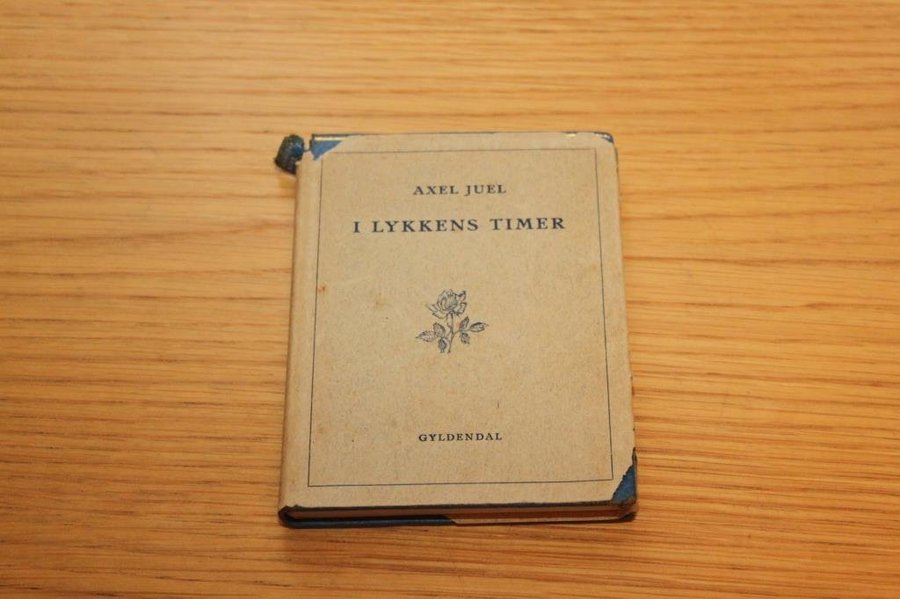 AXEL JUEL
I LYKKENS TIMER
GYLDENDAL